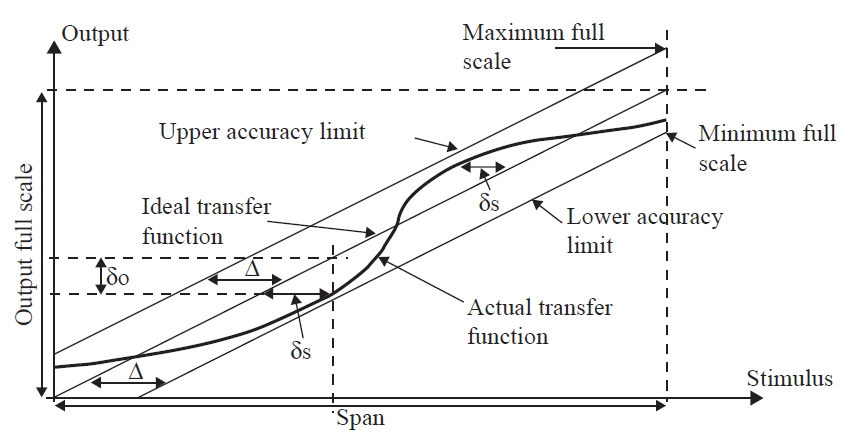 Output
Maximum full
scale
Upper accuracy limit
Minimum full
scale
δs
Ideal transfer
function
Lower accuracy
limit
Output full scale
δo
Δ
Actual transfer
function
δs
Δ
Stimulus
Span